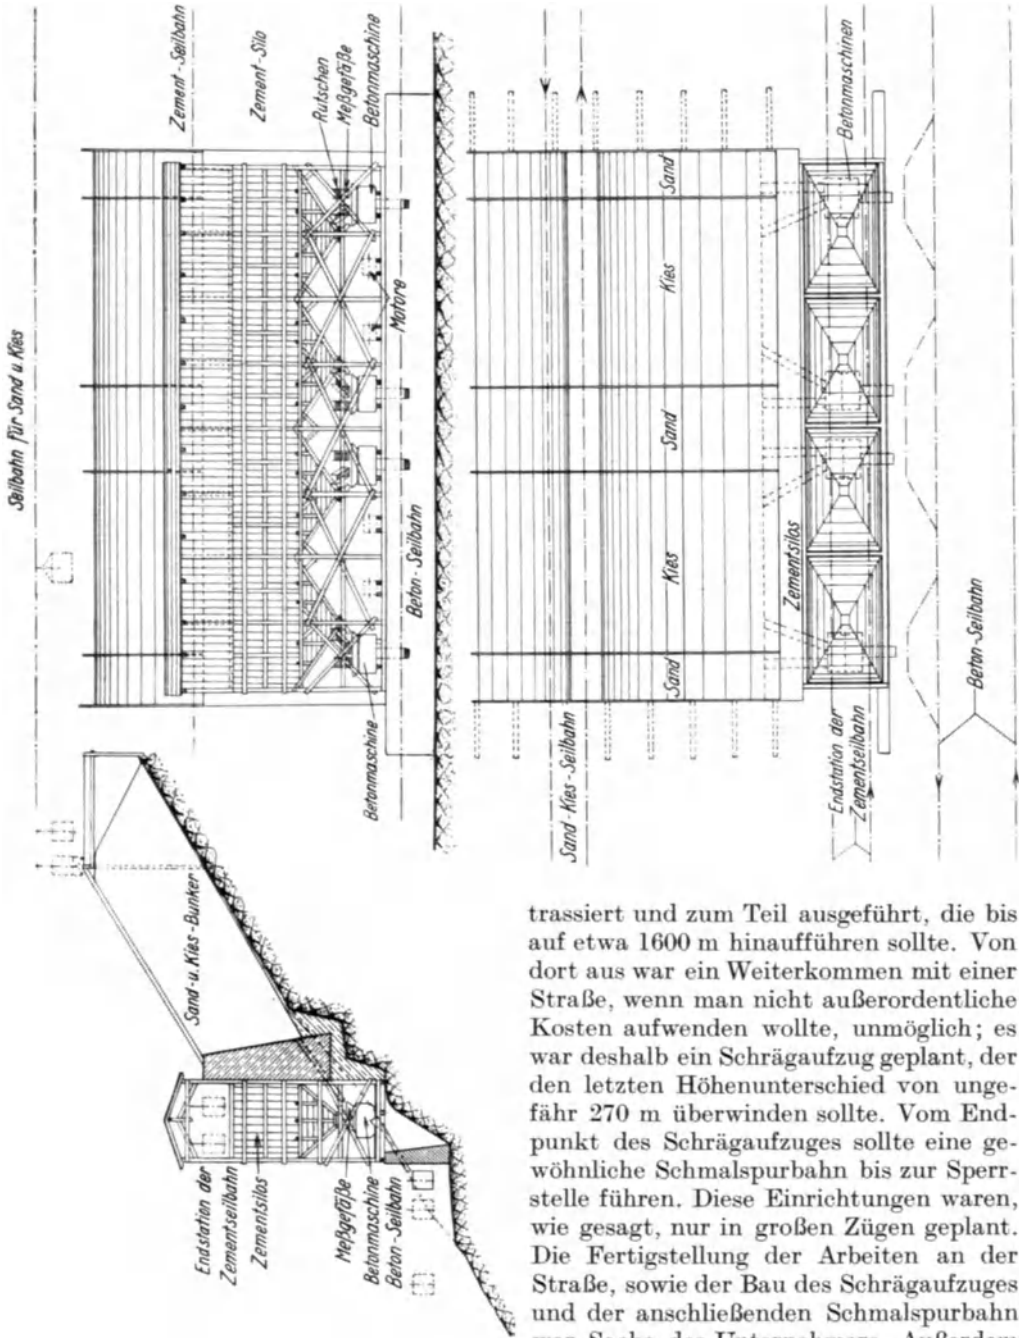 Seilbahn für Sand u. Kies
Zement-Seilbahn
Zement-Silo
Rutschen
Meßgefäße
Betonmaschine
Motore
Beton-Seilbahn
Betonmaschine
Sand-u.Kies-Bunker
Endstation der
Zementseilbahn
Zementsilos
Meßgefäße
Betonmaschine
Beton-Seilbahn
Sand
Kies
Sand
Kies
Sand
Betonmaschinen
Zementsilos
Sand-Kies-Seilbahn
Endstation der
Zementseilbahn
Beton-Seilbahn
trassiert und zum Teil ausgeführt, die bis
auf etwa 1600 m hinaufführen sollte. Von
dort aus war ein Weiterkommen mit einer
Straße, wenn man nicht außerordentliche
Kosten aufwenden wollte, unmöglich; es
war deshalb ein Schrägaufzug geplant, der
den letzten Höhenunterschied von unge-
fähr 270 m überwinden sollte. Vom End-
punkt des Schrägaufzuges sollte eine ge-
wöhnliche Schmalspurbahn bis zur Sperr-
stelle führen. Diese Einrichtungen waren,
wie gesagt, nur in großen Zügen geplant.
Die Fertigstellung der Arbeiten an der
Straße, sowie der Bau des Schrägaufzuges
und der anschließenden Schmalspurbahn